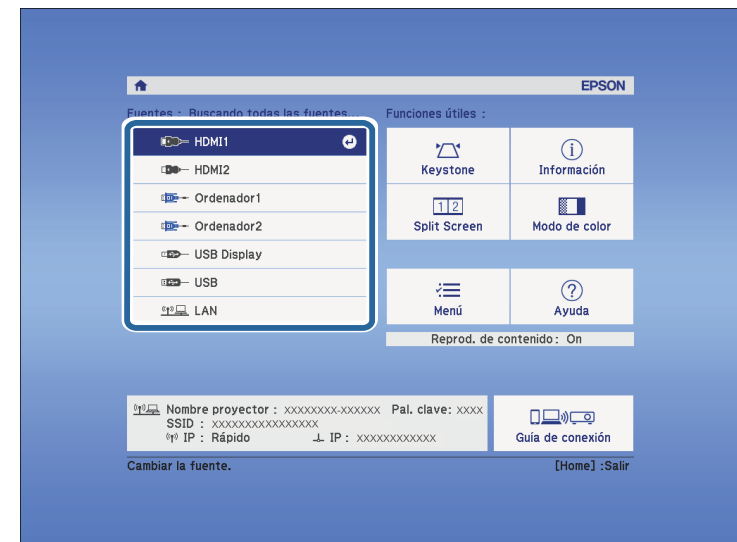 EPSON
Fuentes : Buscando todas las fuentes...
Funciones útiles :
HDMI1
HDMI2
Ordenador1
Ordenador2
USB Display
USB
LAN
Keystone
Información
1 2
Split Screen
Modo de color
Menú
Ayuda
Reprod. de contenido : On
Nombre proyector : xxxxxxxx-xxxxxx Pal. clave: xxxx
SSID : xxxxxxxxxxxxxxxx
IP : Rápido IP : xxxxxxxxxxxx
Guía de conexión
Cambiar la fuente.
[Home] :Salir